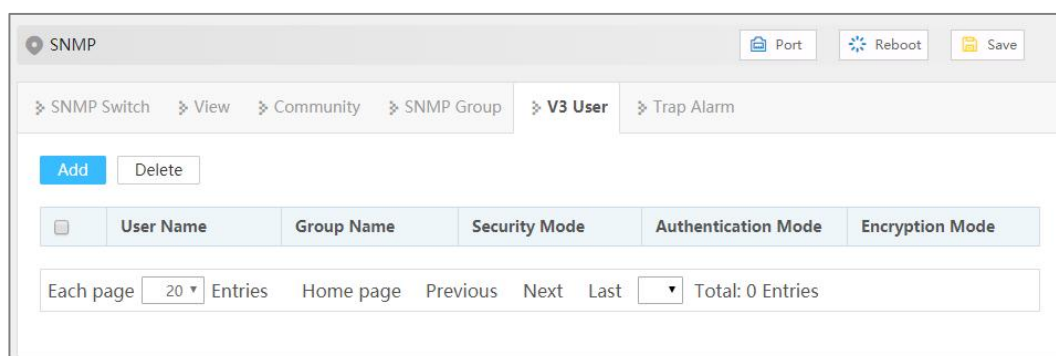 SNMP Port Reboot Save
SNMP Switch View Community SNMP Group V3 User Trap Alarm
Add Delete
User Name Group Name Security Mode Authentication Mode Encryption Mode
Each page 20 Entries Home page Previous Next Last Total: 0 Entries